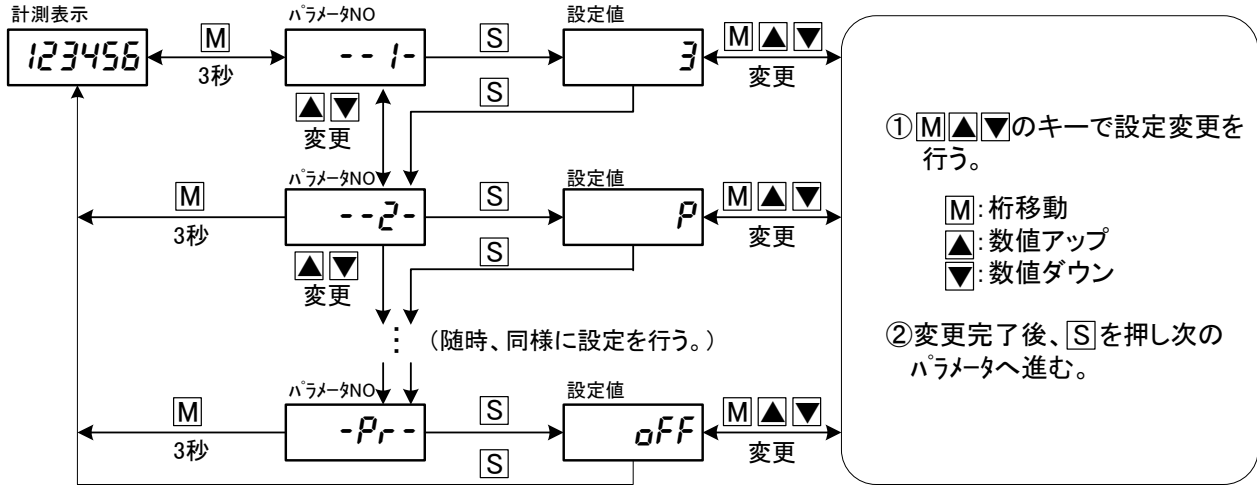 計測表示
パラメータNO
設定値
123456
M
3秒
--1-
S
3
M▲▼
変更
S
▲▼
変更
パラメータNO
設定値
M
3秒
--2-
S
P
M▲▼
変更
S
▲▼
変更
⋮
(随時、同様に設定を行う。)
パラメータNO
設定値
M
3秒
-Pr-
S
oFF
M▲▼
変更
S
①M▲▼のキーで設定変更を
行う。
M:桁移動
▲:数値アップ
▼:数値ダウン
②変更完了後、Sを押し次の
パラメータへ進む。